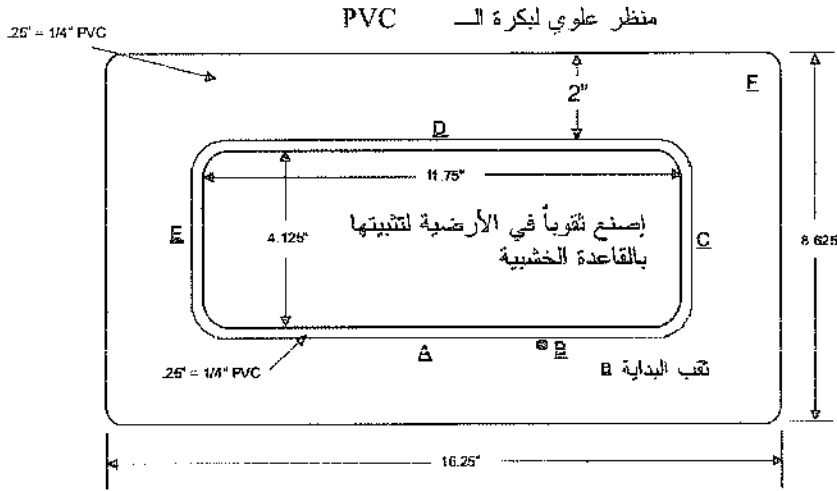 منظر علوي لبكرة الـ PVC
.25" = 1/4" PVC
F
2"
D
11.75"
4.125"
إصنع ثقوباً في الأرضية لتثبيتها
بالقاعدة الخشبية
E
C
8.625
A
B
.25" = 1/4" PVC
ثقب البداية B
16.25"